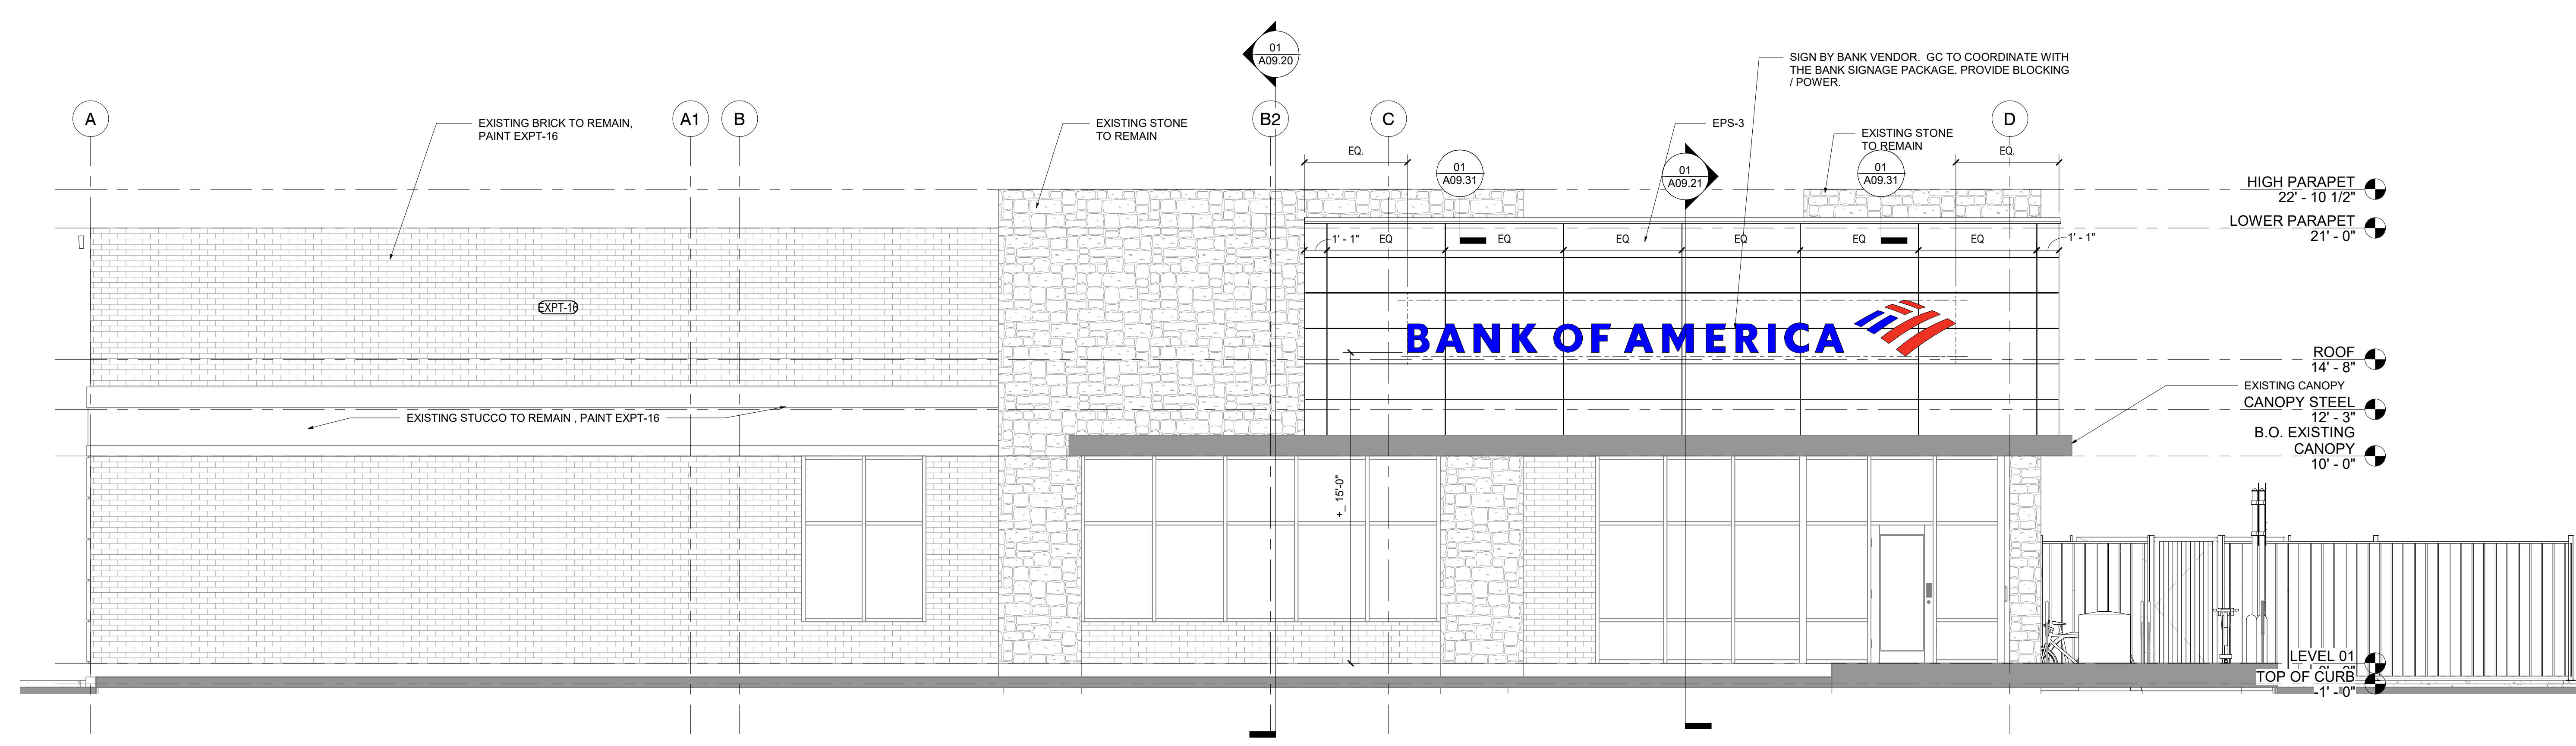 01
A09.20
SIGN BY BANK VENDOR. GC TO COORDINATE WITH
THE BANK SIGNAGE PACKAGE. PROVIDE BLOCKING
/ POWER.
A
A1
B
B2
C
D
EXISTING BRICK TO REMAIN,
PAINT EXPT-16
EXISTING STONE
TO REMAIN
EPS-3
EXISTING STONE
TO REMAIN
EQ.
EQ.
01
A09.31
01
A09.21
01
A09.31
HIGH PARAPET
22' - 10 1/2"
LOWER PARAPET
21' - 0"
1' - 1"
EQ
EQ
EQ
EQ
EQ
EQ
1' - 1"
EXPT-16
BANK OF AMERICA
ROOF
14' - 8"
EXISTING CANOPY
CANOPY STEEL
12' - 3"
EXISTING STUCCO TO REMAIN , PAINT EXPT-16
B.O. EXISTING
CANOPY
10' - 0"
+_ 15'-0"
LEVEL 01
TOP OF CURB
-1' - 0"